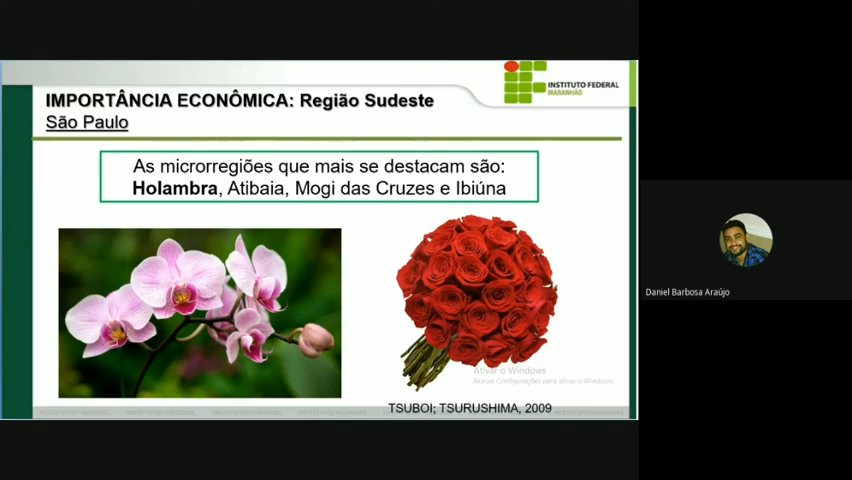 INSTITUTO FEDERAL
MARANHÃO
IMPORTÂNCIA ECONÔMICA: Região Sudeste
São Paulo
As microrregiões que mais se destacam são:
Holambra, Atibaia, Mogi das Cruzes e Ibiúna
Ativar o Windows
Acesse Configurações para ativar o Windows.
TSUBOI; TSURUSHIMA, 2009
Daniel Barbosa Araújo